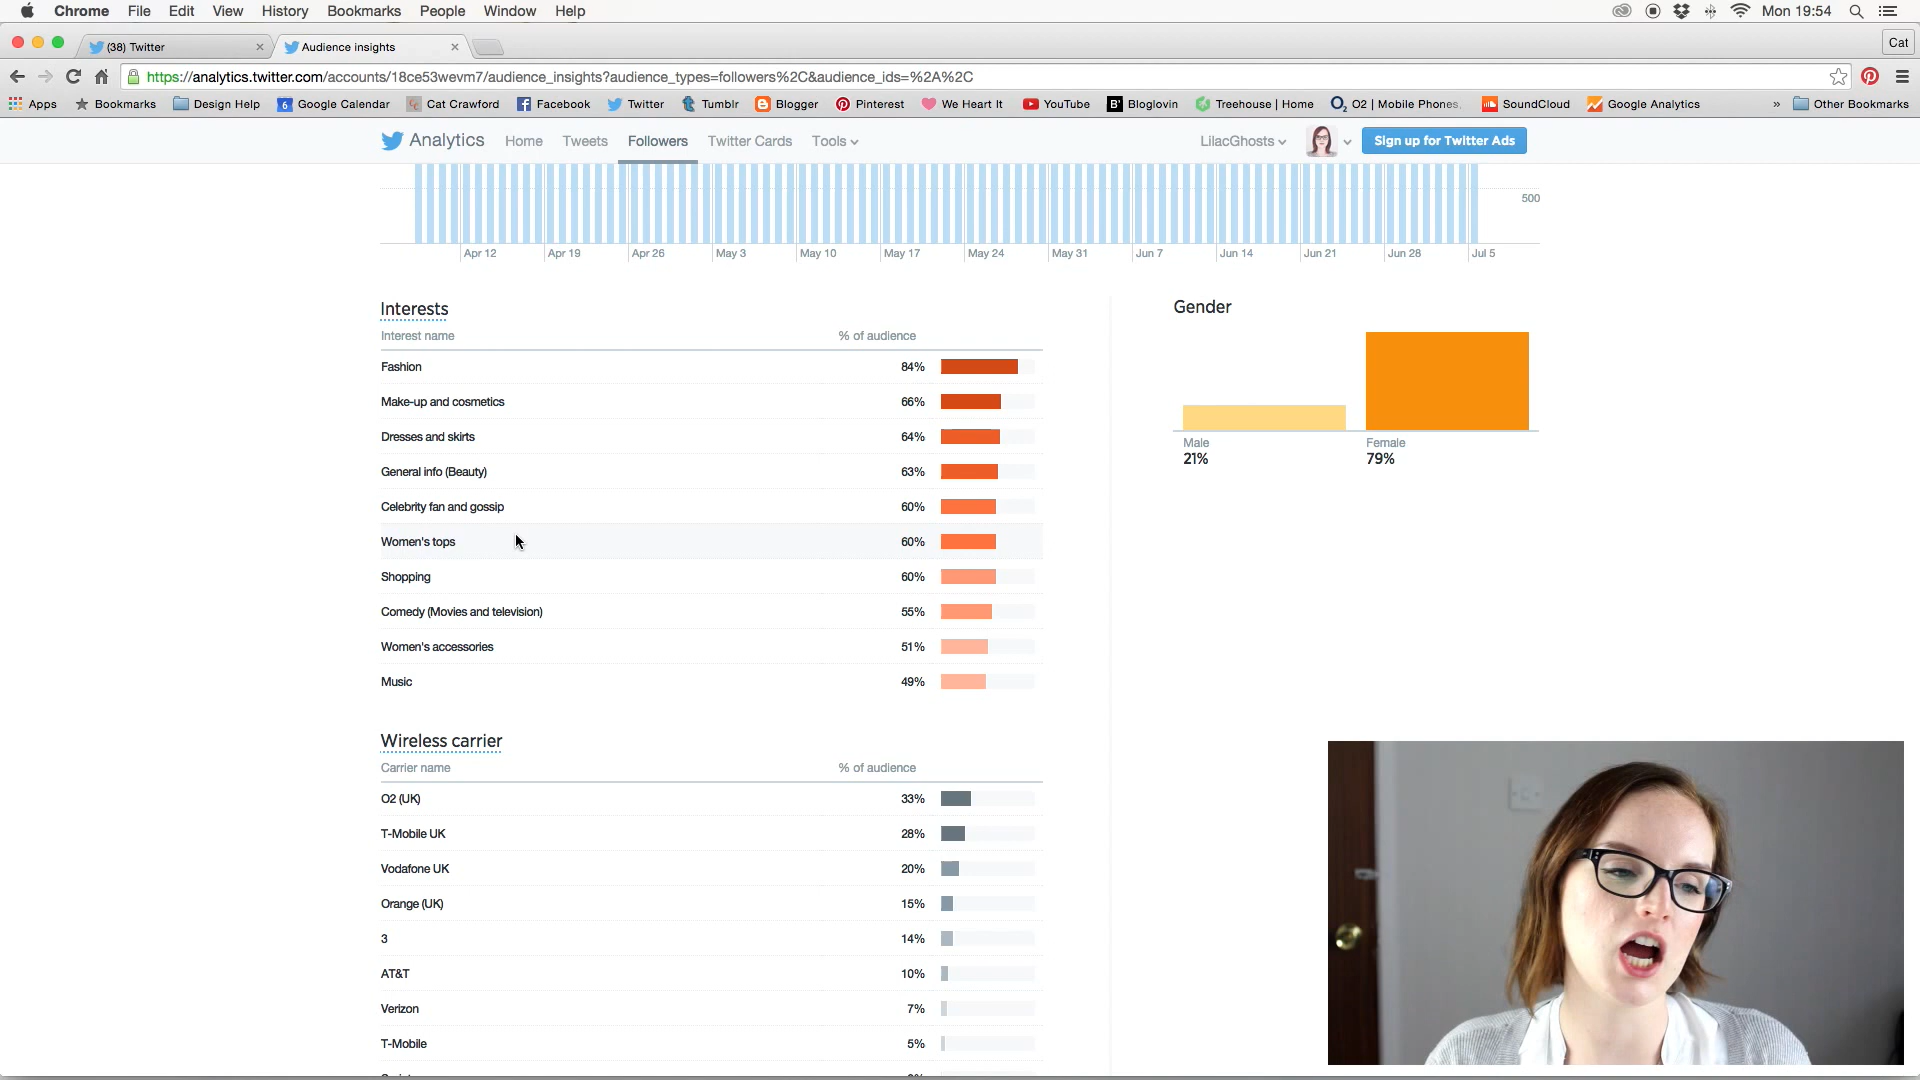 Chrome File Edit View History Bookmarks People Window Help Mon 19:54
(38) Twitter Audience insights Cat
https://analytics.twitter.com/accounts/18ce53wevm7/audience_insights?audience_types=followers%2C&audience_ids=%2A%2C
Apps Bookmarks Design Help 6 Google Calendar Cat Crawford Facebook Twitter Tumblr Blogger Pinterest We Heart It YouTube Bloglovin Treehouse | Home O2 | Mobile Phones, SoundCloud Google Analytics » Other Bookmarks
Analytics Home Tweets Followers Twitter Cards Tools LilacGhosts Sign up for Twitter Ads
500
Apr 12 Apr 19 Apr 26 May 3 May 10 May 17 May 24 May 31 Jun 7 Jun 14 Jun 21 Jun 28 Jul 5
Interests
Interest name % of audience
Fashion 84%
Make-up and cosmetics 66%
Dresses and skirts 64%
General info (Beauty) 63%
Celebrity fan and gossip 60%
Women's tops 60%
Shopping 60%
Comedy (Movies and television) 55%
Women's accessories 51%
Music 49%
Gender
Male Female
21% 79%
Wireless carrier
Carrier name % of audience
O2 (UK) 33%
T-Mobile UK 28%
Vodafone UK 20%
Orange (UK) 15%
3 14%
AT&T 10%
Verizon 7%
T-Mobile 5%